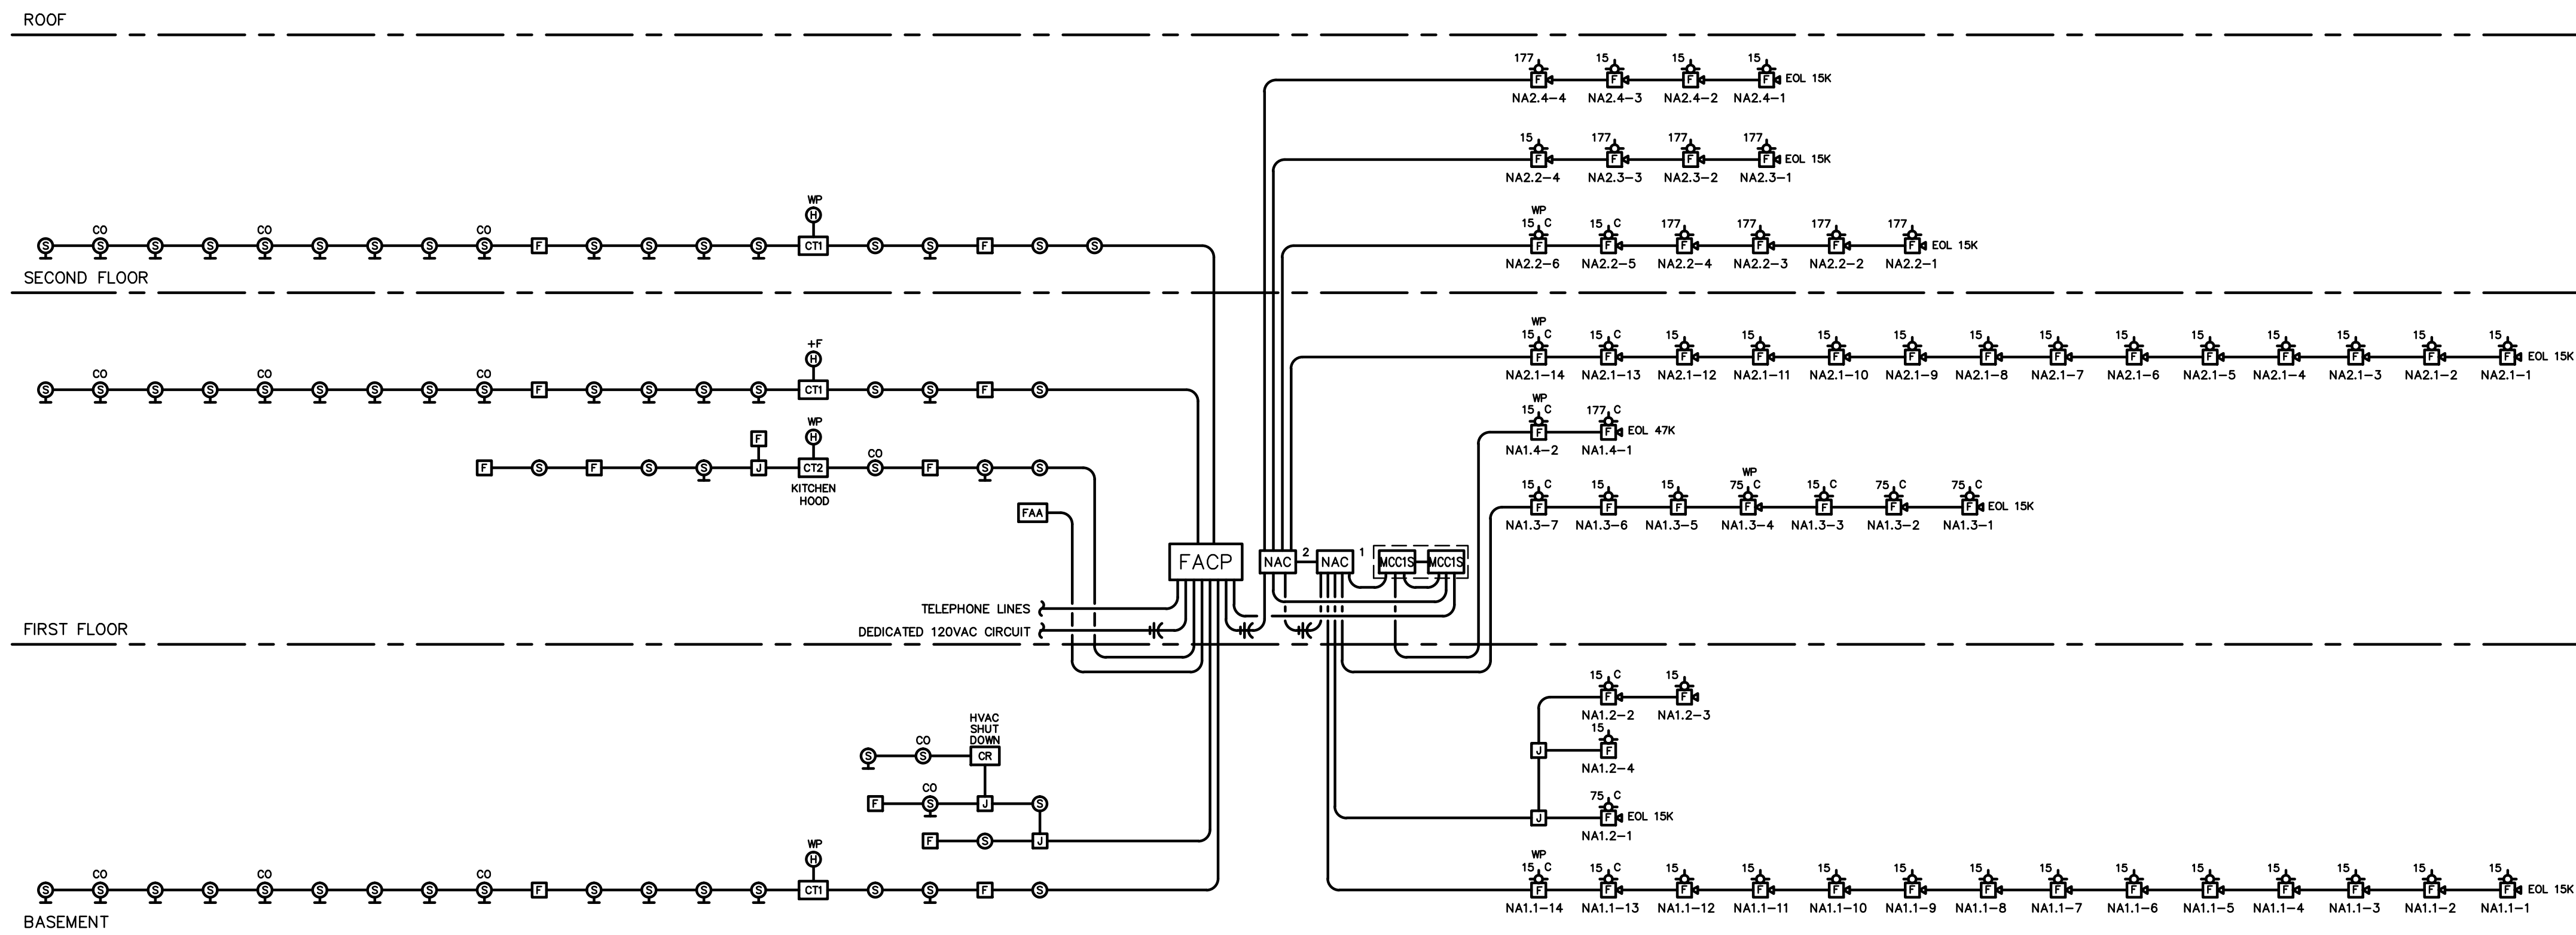 ROOF
177 15 15 15
F F F F EOL 15K
NA2.4-4 NA2.4-3 NA2.4-2 NA2.4-1
15 177 177 177
F F F F EOL 15K
NA2.2-4 NA2.3-3 NA2.3-2 NA2.3-1
WP
WP
15 C 15 C 177 177 177 177
CO CO CO H
S S S S S S S S S F S S S S CT1 S S F S S
F F F F F F EOL 15K
NA2.2-6 NA2.2-5 NA2.2-4 NA2.2-3 NA2.2-2 NA2.2-1
SECOND FLOOR
WP
15 C 15 C 15 15 15 15 15 15 15 15 15 15 15 15
F F F F F F F F F F F F F F EOL 15K
NA2.1-14 NA2.1-13 NA2.1-12 NA2.1-11 NA2.1-10 NA2.1-9 NA2.1-8 NA2.1-7 NA2.1-6 NA2.1-5 NA2.1-4 NA2.1-3 NA2.1-2 NA2.1-1
+F
H
CO CO CO
S S S S S S S S S F S S S S CT1 S S F S
WP
15 C 177 C
F F EOL 47K
NA1.4-2 NA1.4-1
WP
F H
CO
F S F S S J CT2 S F S S
KITCHEN
HOOD
WP
15 C 15 15 75 C 15 C 75 C 75 C
F F F F F F F EOL 15K
NA1.3-7 NA1.3-6 NA1.3-5 NA1.3-4 NA1.3-3 NA1.3-2 NA1.3-1
FAA
FACP NAC 2 NAC 1 MCC1S MCC1S
TELEPHONE LINES
DEDICATED 120VAC CIRCUIT
FIRST FLOOR
15 C 15
F F
NA1.2-2 NA1.2-3
15
J F
NA1.2-4
75 C
J F EOL 15K
NA1.2-1
HVAC
SHUT
DOWN
CO
S S CR
CO
F S J S
F S J
WP
H
CO CO CO
S S S S S S S S S F S S S S CT1 S S F S
WP
15 C 15 C 15 15 15 15 15 15 15 15 15 15 15 15
F F F F F F F F F F F F F F EOL 15K
NA1.1-14 NA1.1-13 NA1.1-12 NA1.1-11 NA1.1-10 NA1.1-9 NA1.1-8 NA1.1-7 NA1.1-6 NA1.1-5 NA1.1-4 NA1.1-3 NA1.1-2 NA1.1-1
BASEMENT